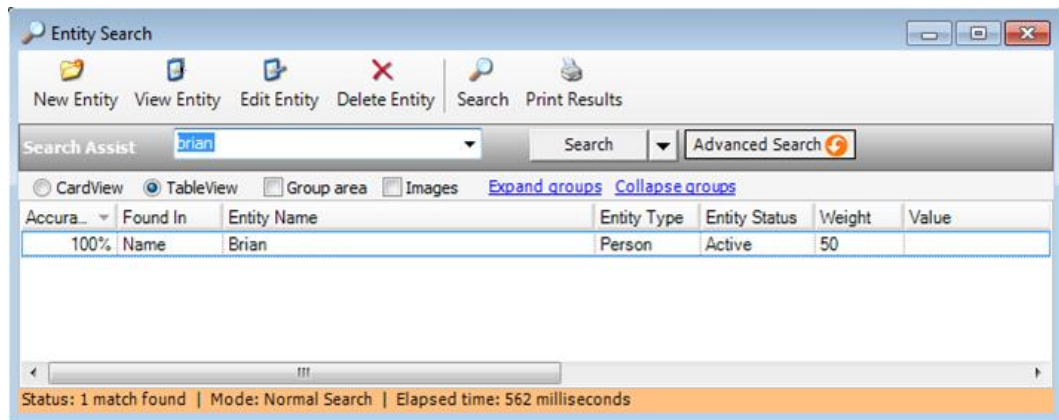 Entity Search
New Entity View Entity Edit Entity Delete Entity Search Print Results
Search Assist brian Search Advanced Search
CardView TableView Group area Images Expand groups Collapse groups
Accura... Found In Entity Name Entity Type Entity Status Weight Value
100% Name Brian Person Active 50
Status: 1 match found | Mode: Normal Search | Elapsed time: 562 milliseconds